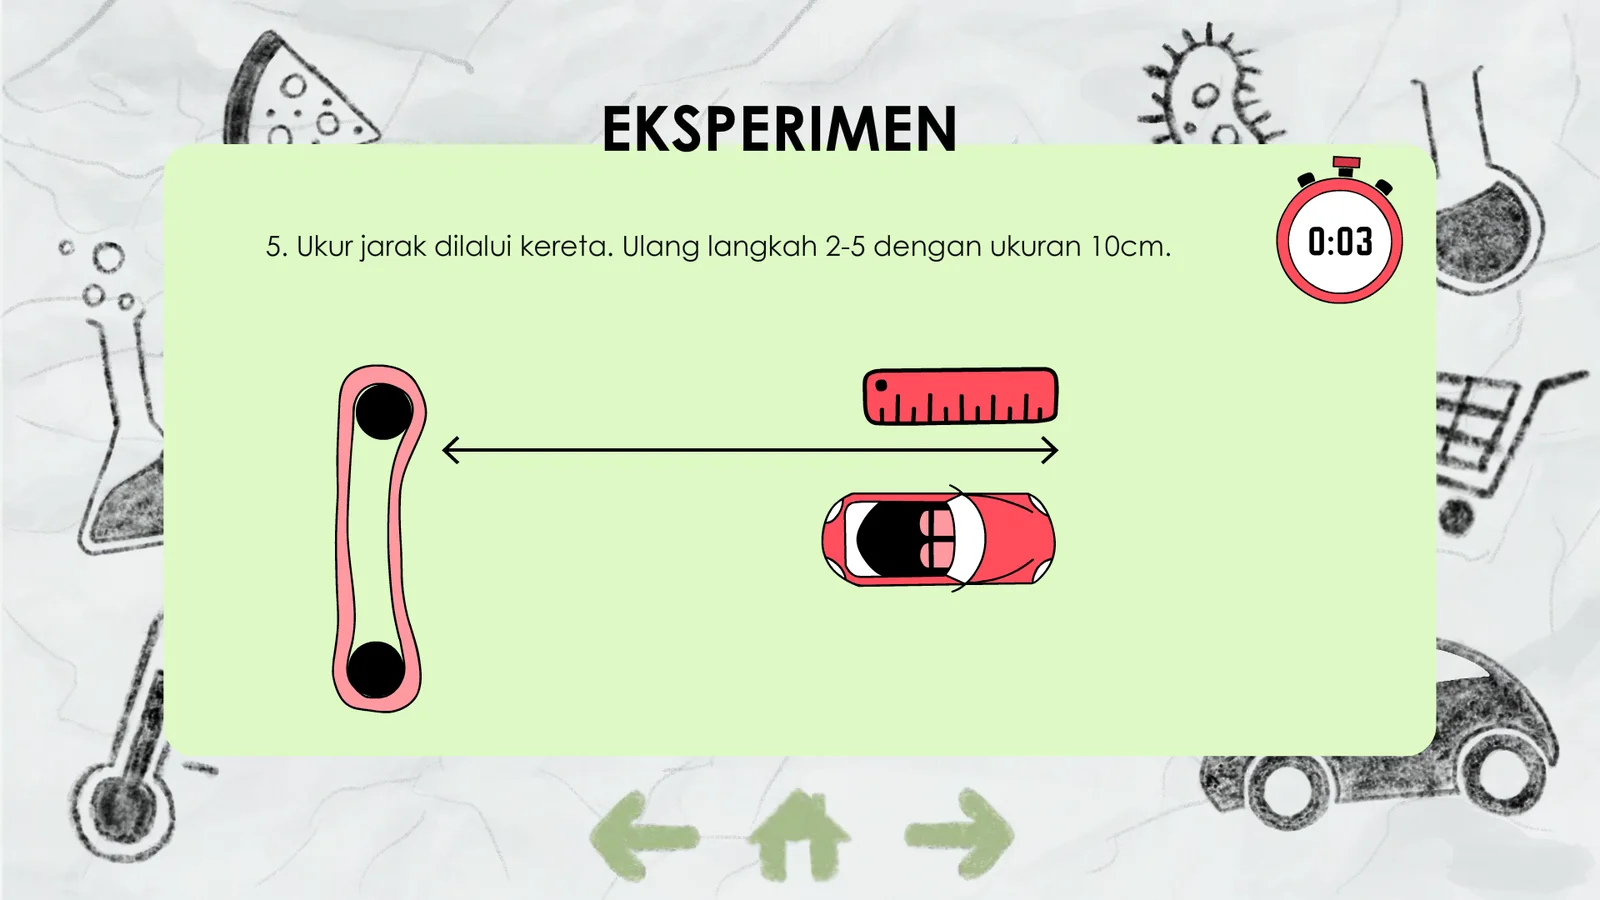 EKSPERIMEN
5. Ukur jarak dilalui kereta. Ulang langkah 2-5 dengan ukuran 10cm.
0:03